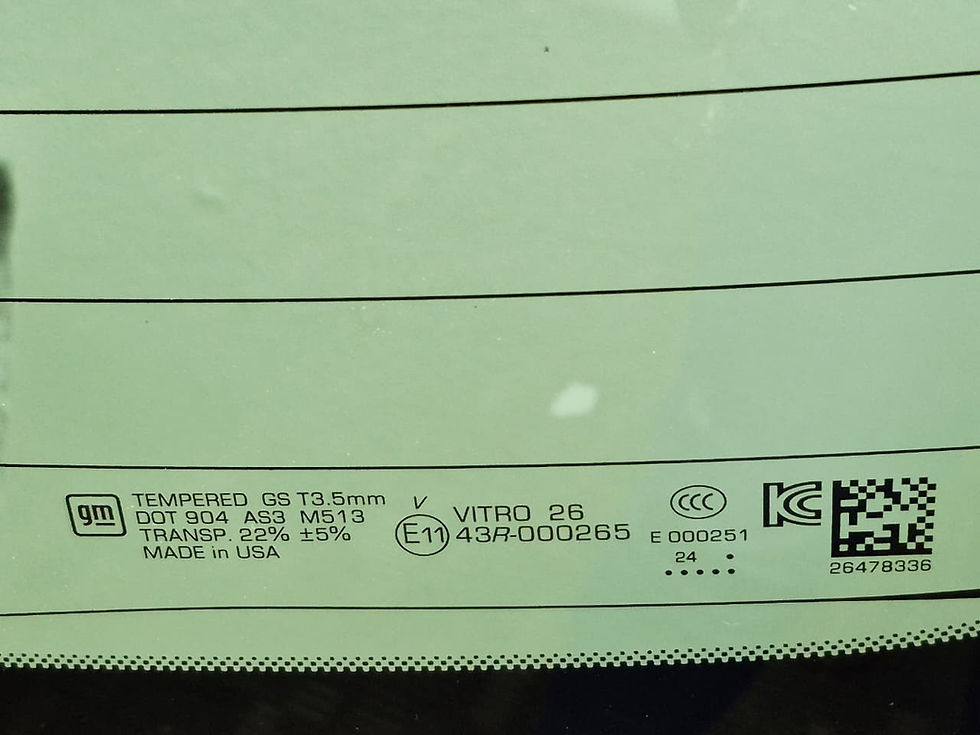 gm
TEMPERED GS T3.5mm
DOT 904 AS3 M513
TRANSP. 22% ±5%
MADE in USA
V
E11
VITRO 26
43R-000265
CCC
E 000251
24
KC
26478336